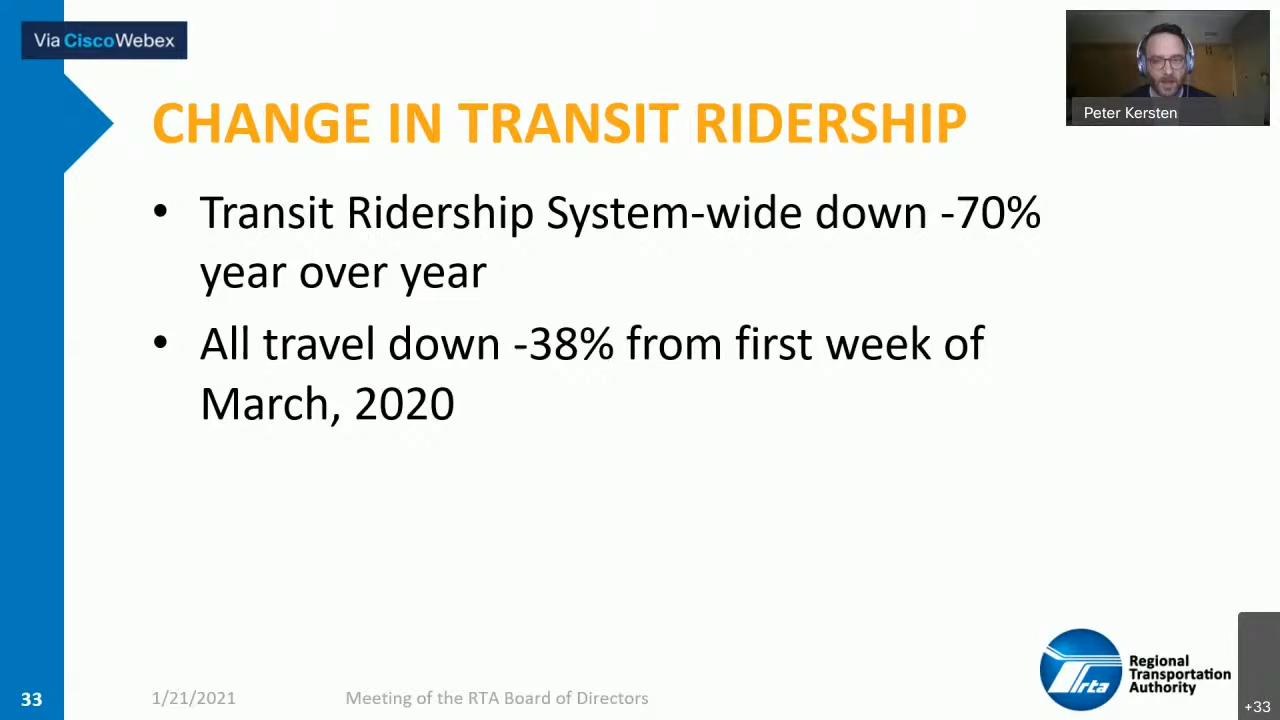 Via CiscoWebex
Peter Kersten
CHANGE IN TRANSIT RIDERSHIP
• Transit Ridership System-wide down -70%
year over year
• All travel down -38% from first week of
March, 2020
33
1/21/2021
Meeting of the RTA Board of Directors
rta
Regional
Transportation
Authority
+33